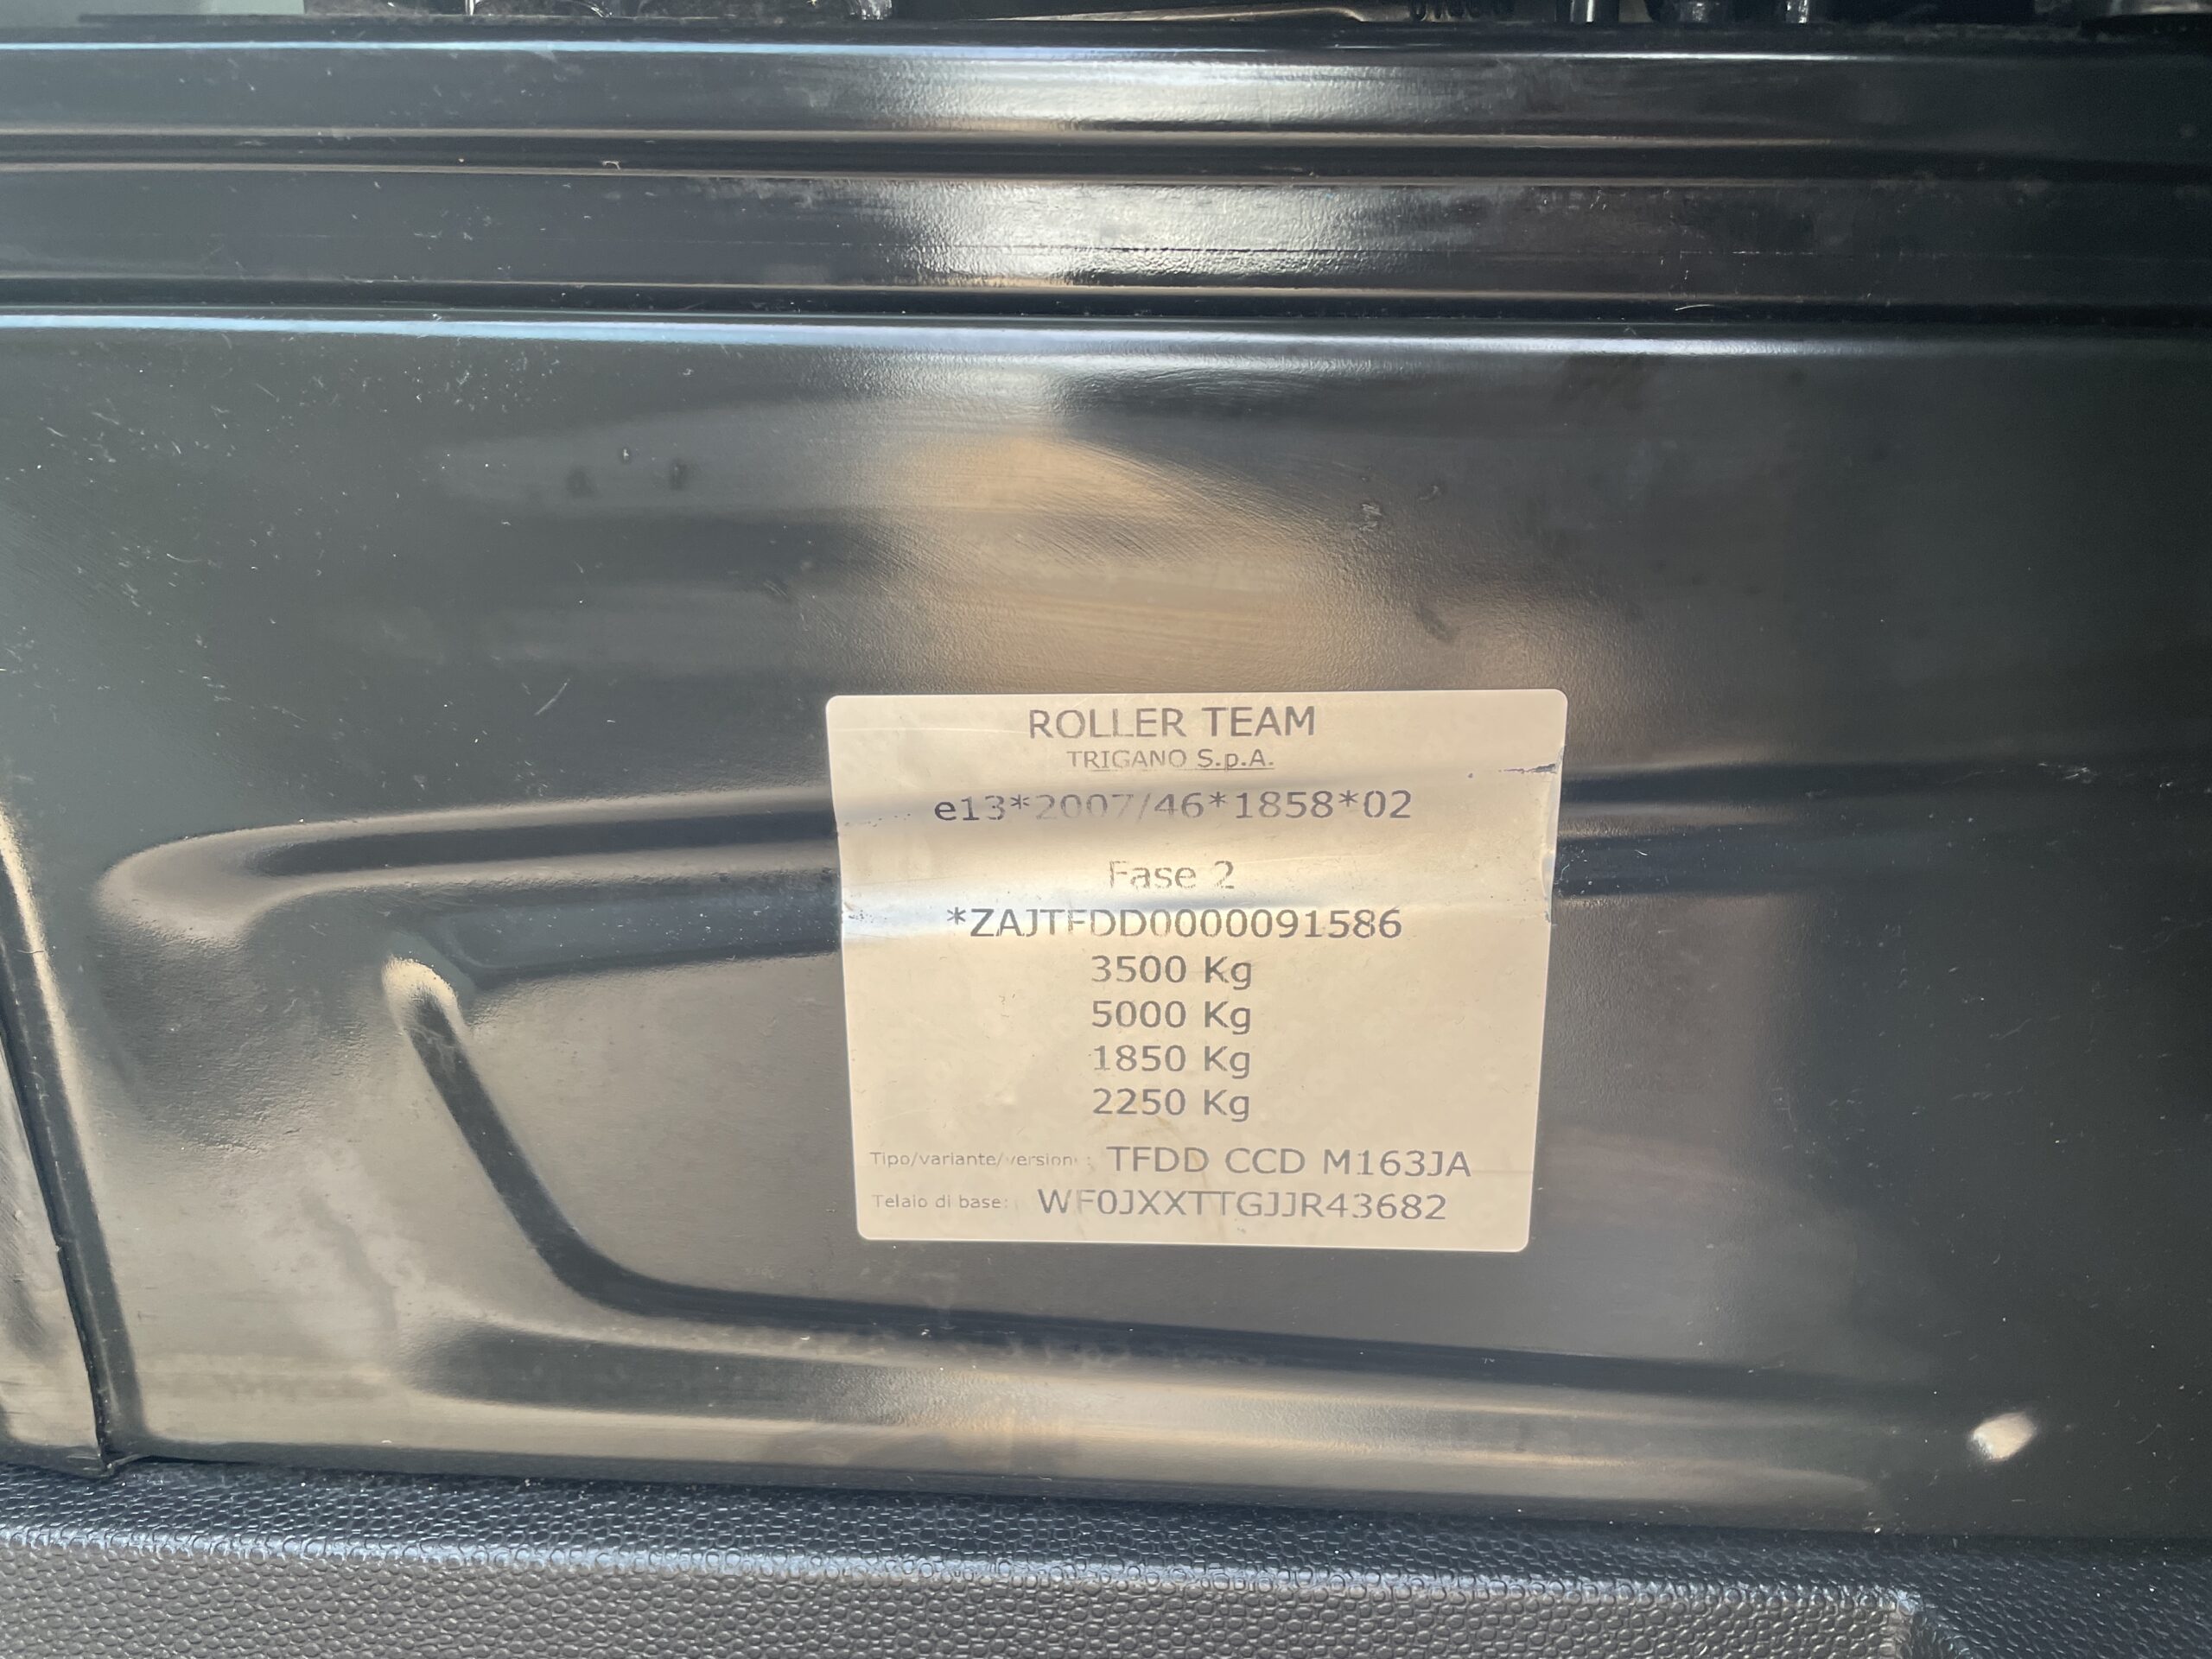 ROLLER TEAM
TRIGANO S.p.A.
e13*2007/46*1858*02
Fase 2
*ZAJTFDD0000091586
3500 Kg
5000 Kg
1850 Kg
2250 Kg
Tipo/variante/version: TFDD CCD M163JA
Telaio di base: WF0JXXTTGJJR43682